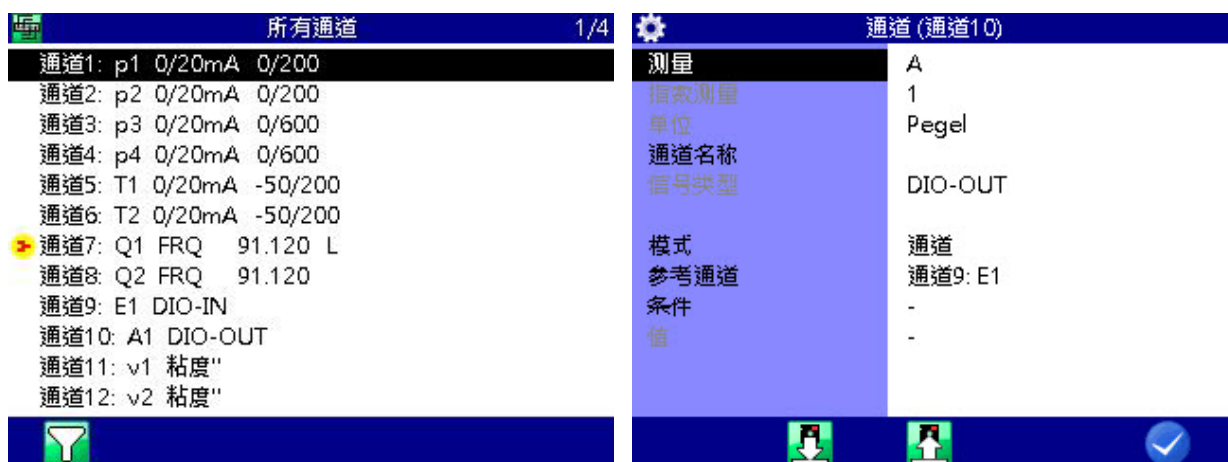 所有通道 1/4
通道1: p1 0/20mA 0/200
通道2: p2 0/20mA 0/200
通道3: p3 0/20mA 0/600
通道4: p4 0/20mA 0/600
通道5: T1 0/20mA -50/200
通道6: T2 0/20mA -50/200
通道7: Q1 FRQ 91.120 L
通道8: Q2 FRQ 91.120
通道9: E1 DIO-IN
通道10: A1 DIO-OUT
通道11: v1 粘度"
通道12: v2 粘度"
通道 (通道10)
测量 A
指数测量 1
单位 Pegel
通道名称
信号类型 DIO-OUT
模式 通道
参考通道 通道9: E1
条件 -
值 -